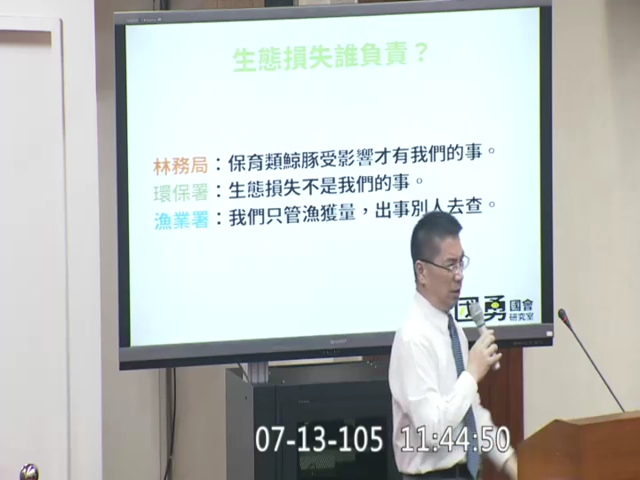 生態損失誰負責？
林務局：保育類鯨豚受影響才有我們的事。
環保署：生態損失不是我們的事。
漁業署：我們只管漁獲量，出事別人去查。
國勇 國會
研究室
07-13-105 11:44:50